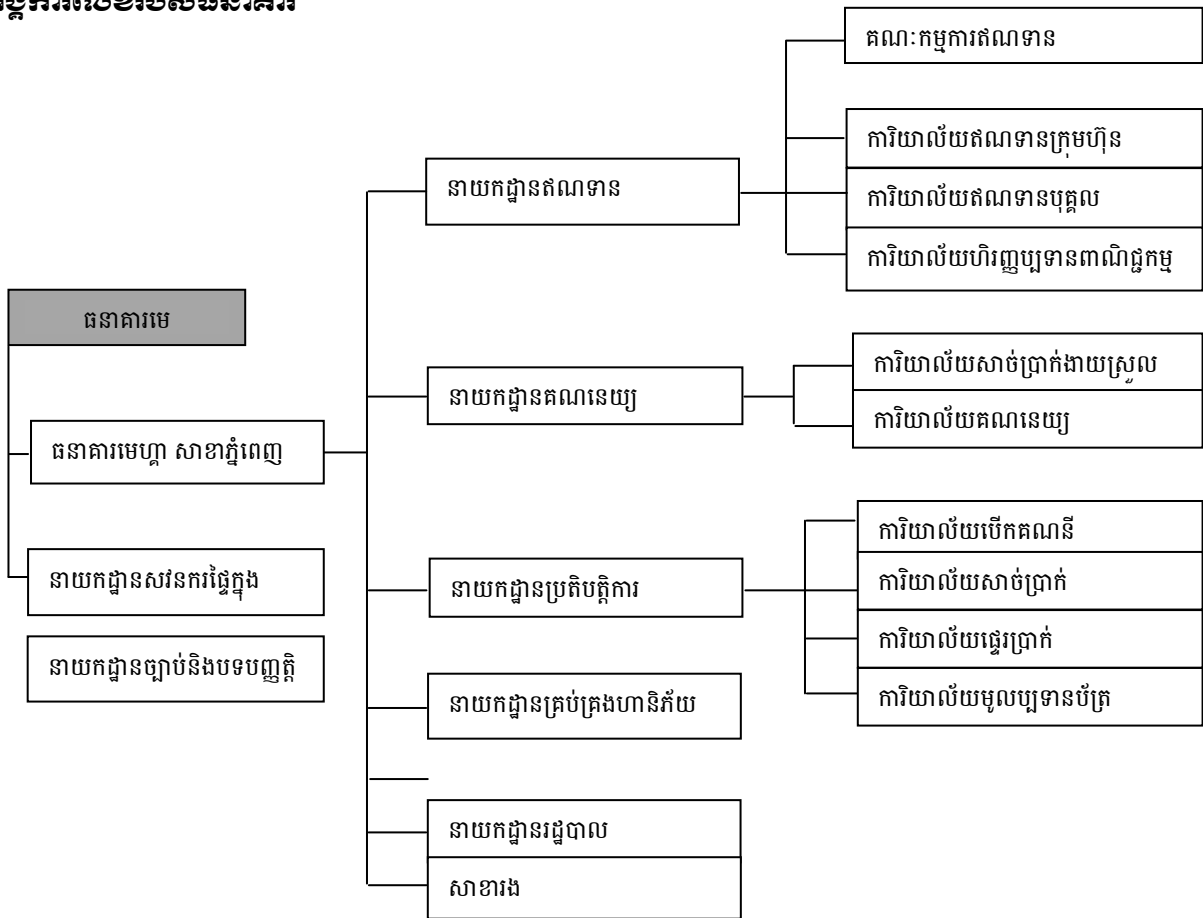 គណៈកម្មការឥណទាន
ការិយាល័យឥណទានក្រុមហ៊ុន
នាយកដ្ឋានឥណទាន
ការិយាល័យឥណទានបុគ្គល
ការិយាល័យហិរញ្ញប្បទានពាណិជ្ជកម្ម
ធនាគារមេ
ការិយាល័យសាច់ប្រាក់ងាយស្រួល
នាយកដ្ឋានគណនេយ្យ
ការិយាល័យគណនេយ្យ
ធនាគារមេហ្គា សាខាភ្នំពេញ
ការិយាល័យបើកគណនី
នាយកដ្ឋានសវនករផ្ទៃក្នុង
នាយកដ្ឋានប្រតិបត្តិការ
ការិយាល័យសាច់ប្រាក់
ការិយាល័យផ្ទេរប្រាក់
នាយកដ្ឋានច្បាប់និងបទបញ្ញត្តិ
នាយកដ្ឋានគ្រប់គ្រងហានិភ័យ
ការិយាល័យមូលប្បទានប័ត្រ
នាយកដ្ឋានរដ្ឋបាល
សាខារង